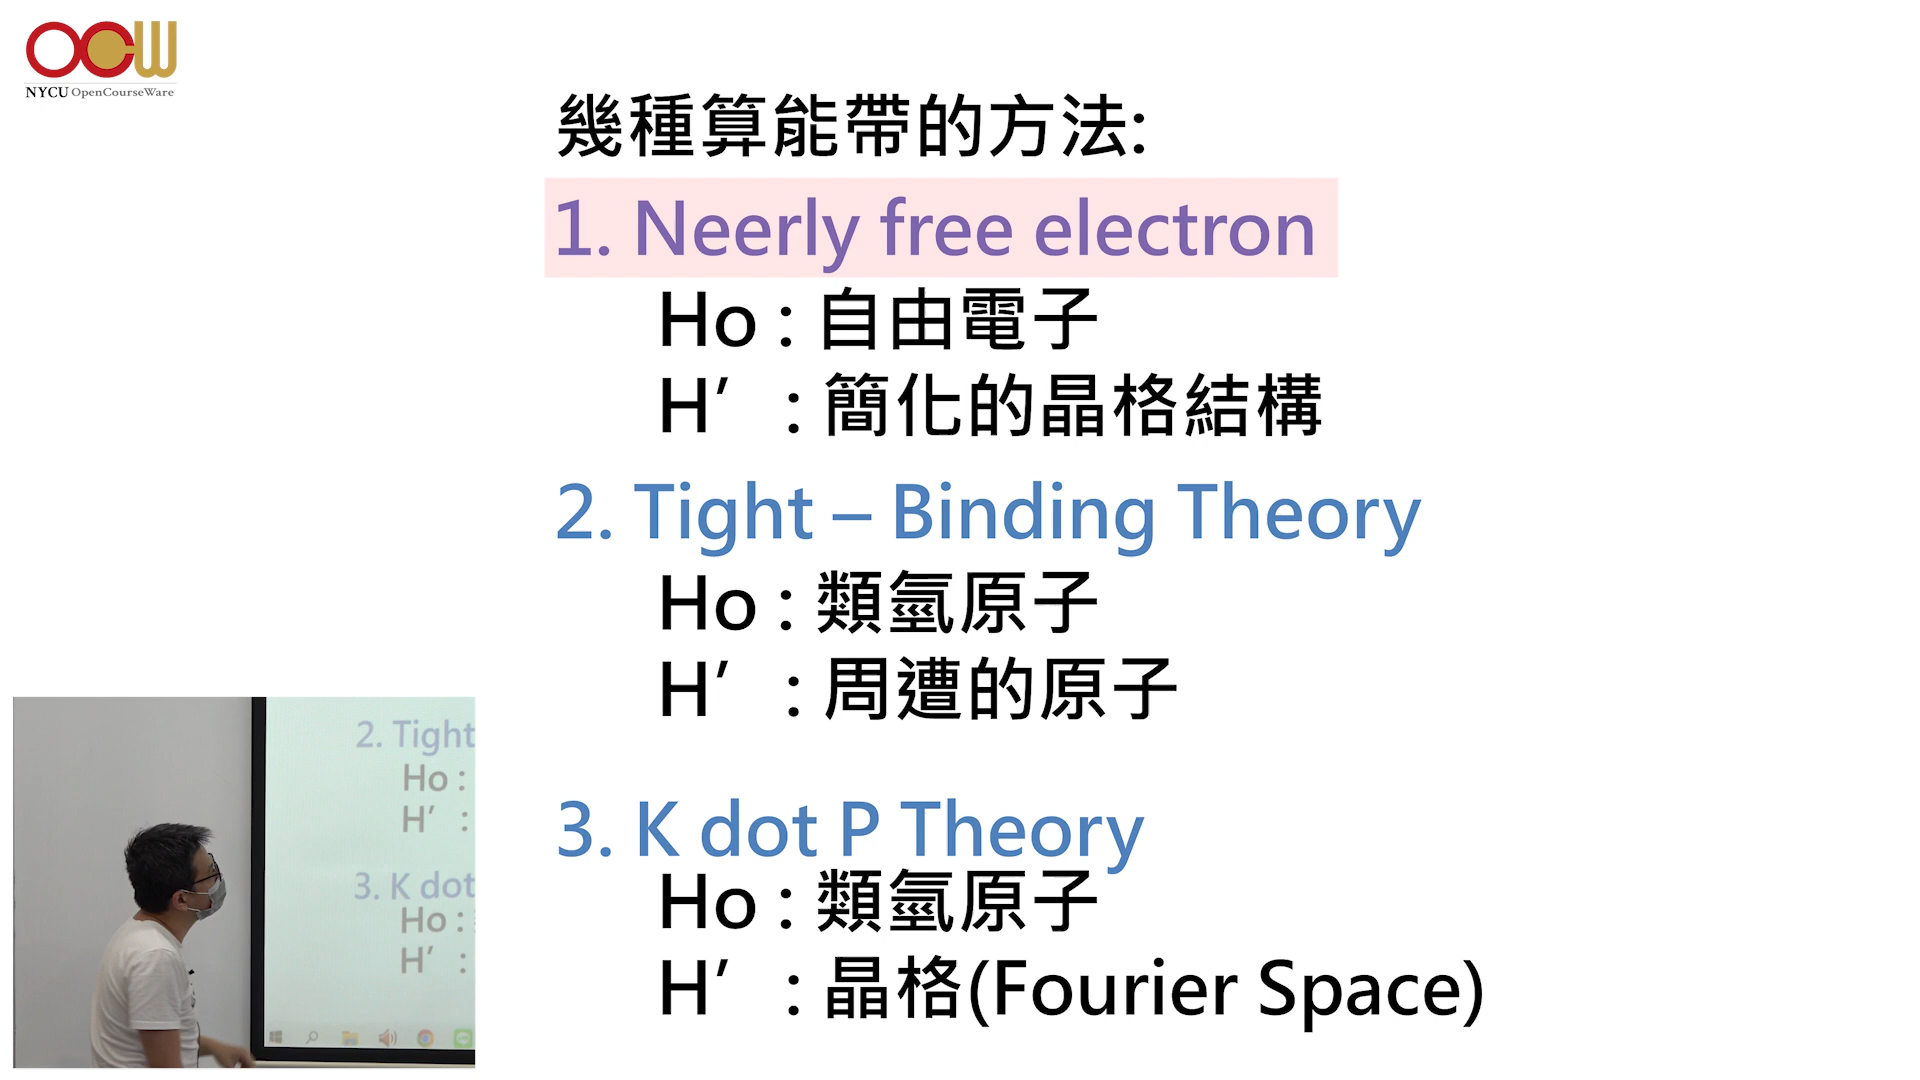 OCW
NYCU OpenCourseWare
幾種算能帶的方法:
1. Neerly free electron
Ho : 自由電子
H’ : 簡化的晶格結構
2. Tight – Binding Theory
Ho : 類氫原子
H’ : 周遭的原子
3. K dot P Theory
Ho : 類氫原子
H’ : 晶格(Fourier Space)
2. Tight
Ho :
H’ :
3. K dot
Ho :
H’ :